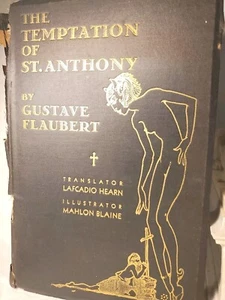 THE
TEMPTATION
OF
ST. ANTHONY
BY
GUSTAVE
FLAUBERT
TRANSLATOR
LAFCADIO HEARN
ILLUSTRATOR
MAHLON BLAINE